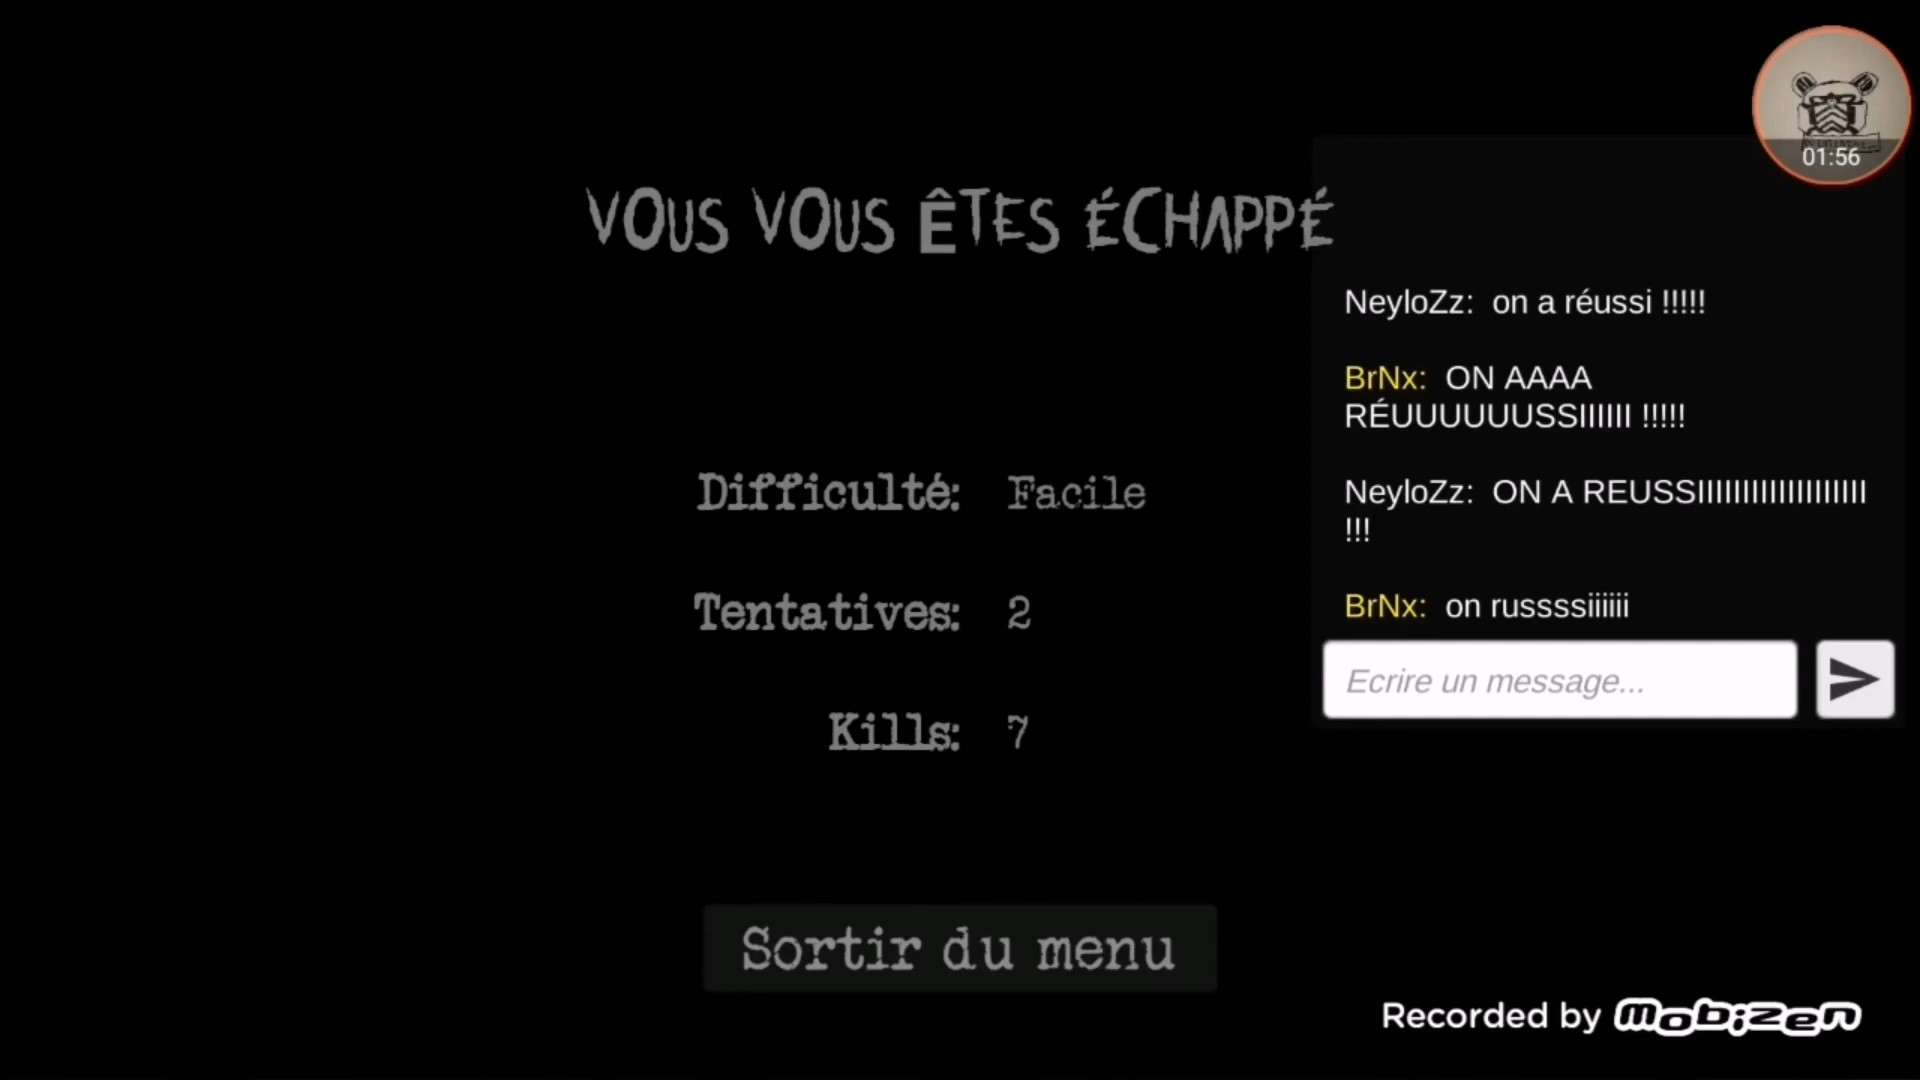 01:56
VOUS VOUS ÊTES ÉCHAPPÉ
NeyloZz: on a réussi !!!!!
BrNx: ON AAAA
RÉUUUUUUSSIIIIII !!!!!
NeyloZz: ON A REUSSIIIIIIIIIIIIIIIIIII
!!!
BrNx: on russssiiiiii
Ecrire un message...
Difficulté: Facile
Tentatives: 2
Kills: 7
Sortir du menu
Recorded by mobizen